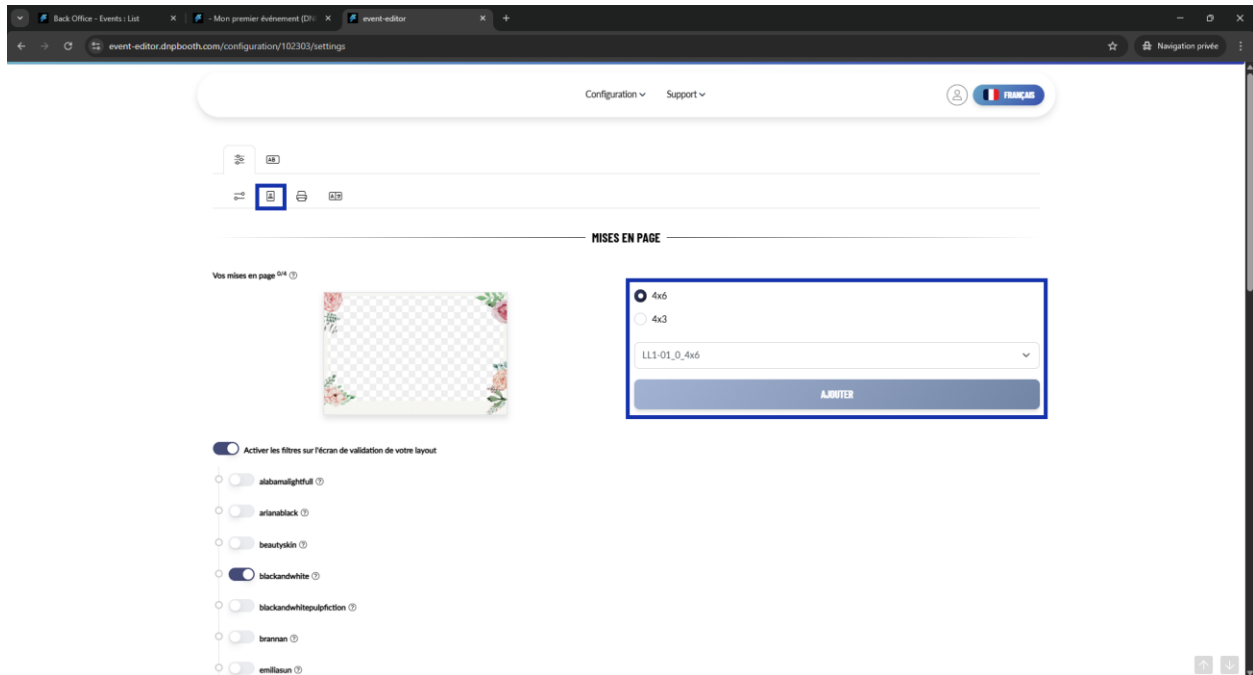 Back Office - Events : List
- Mon premier événement (DN
event-editor
event-editor.dnpbooth.com/configuration/102303/settings
Navigation privée
Configuration
Support
FRANÇAIS
AB
MISES EN PAGE
Vos mises en page 0/4
4x6
4x3
LL1-01_0_4x6
AJOUTER
Activer les filtres sur l'écran de validation de votre layout
alabamalightfull
arianablack
beautyskin
blackandwhite
blackandwhitepulpfiction
brannan
emiliasun